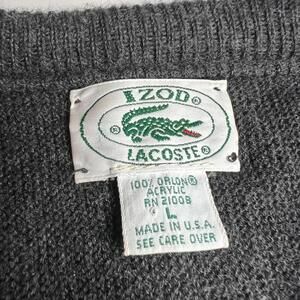 IZOD®
LACOSTE®
100% ORLON®
ACRYLIC
RN 21008
L
MADE IN U.S.A.
SEE CARE OVER